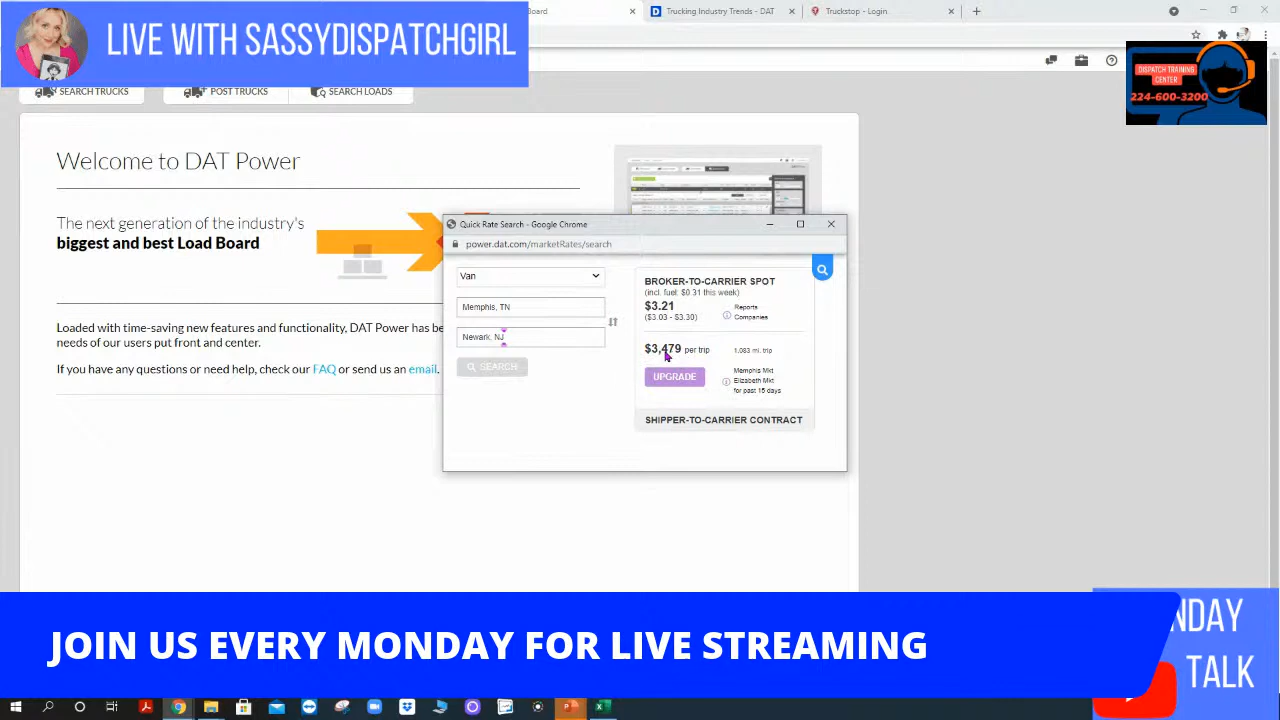 LIVE WITH SASSYDISPATCHGIRL
Board
Trucking Industry Trends - DAT
Truckstop - Login
DISPATCH TRAINING
CENTER
224-600-3200
SEARCH TRUCKS
POST TRUCKS
SEARCH LOADS
Welcome to DAT Power
The next generation of the industry's
biggest and best Load Board
Loaded with time-saving new features and functionality, DAT Power has be
needs of our users put front and center.
If you have any questions or need help, check our FAQ or send us an email.
Quick Rate Search - Google Chrome
power.dat.com/marketRates/search
Van
Memphis, TN
Newark, NJ
SEARCH
BROKER-TO-CARRIER SPOT
(incl. fuel: $0.31 this week)
$3.21
($3.03 - $3.30)
Reports
Companies
$3,479 per trip
1,083 mi. trip
UPGRADE
Memphis Mkt
Elizabeth Mkt
for past 15 days
SHIPPER-TO-CARRIER CONTRACT
JOIN US EVERY MONDAY FOR LIVE STREAMING
NDAY
TALK